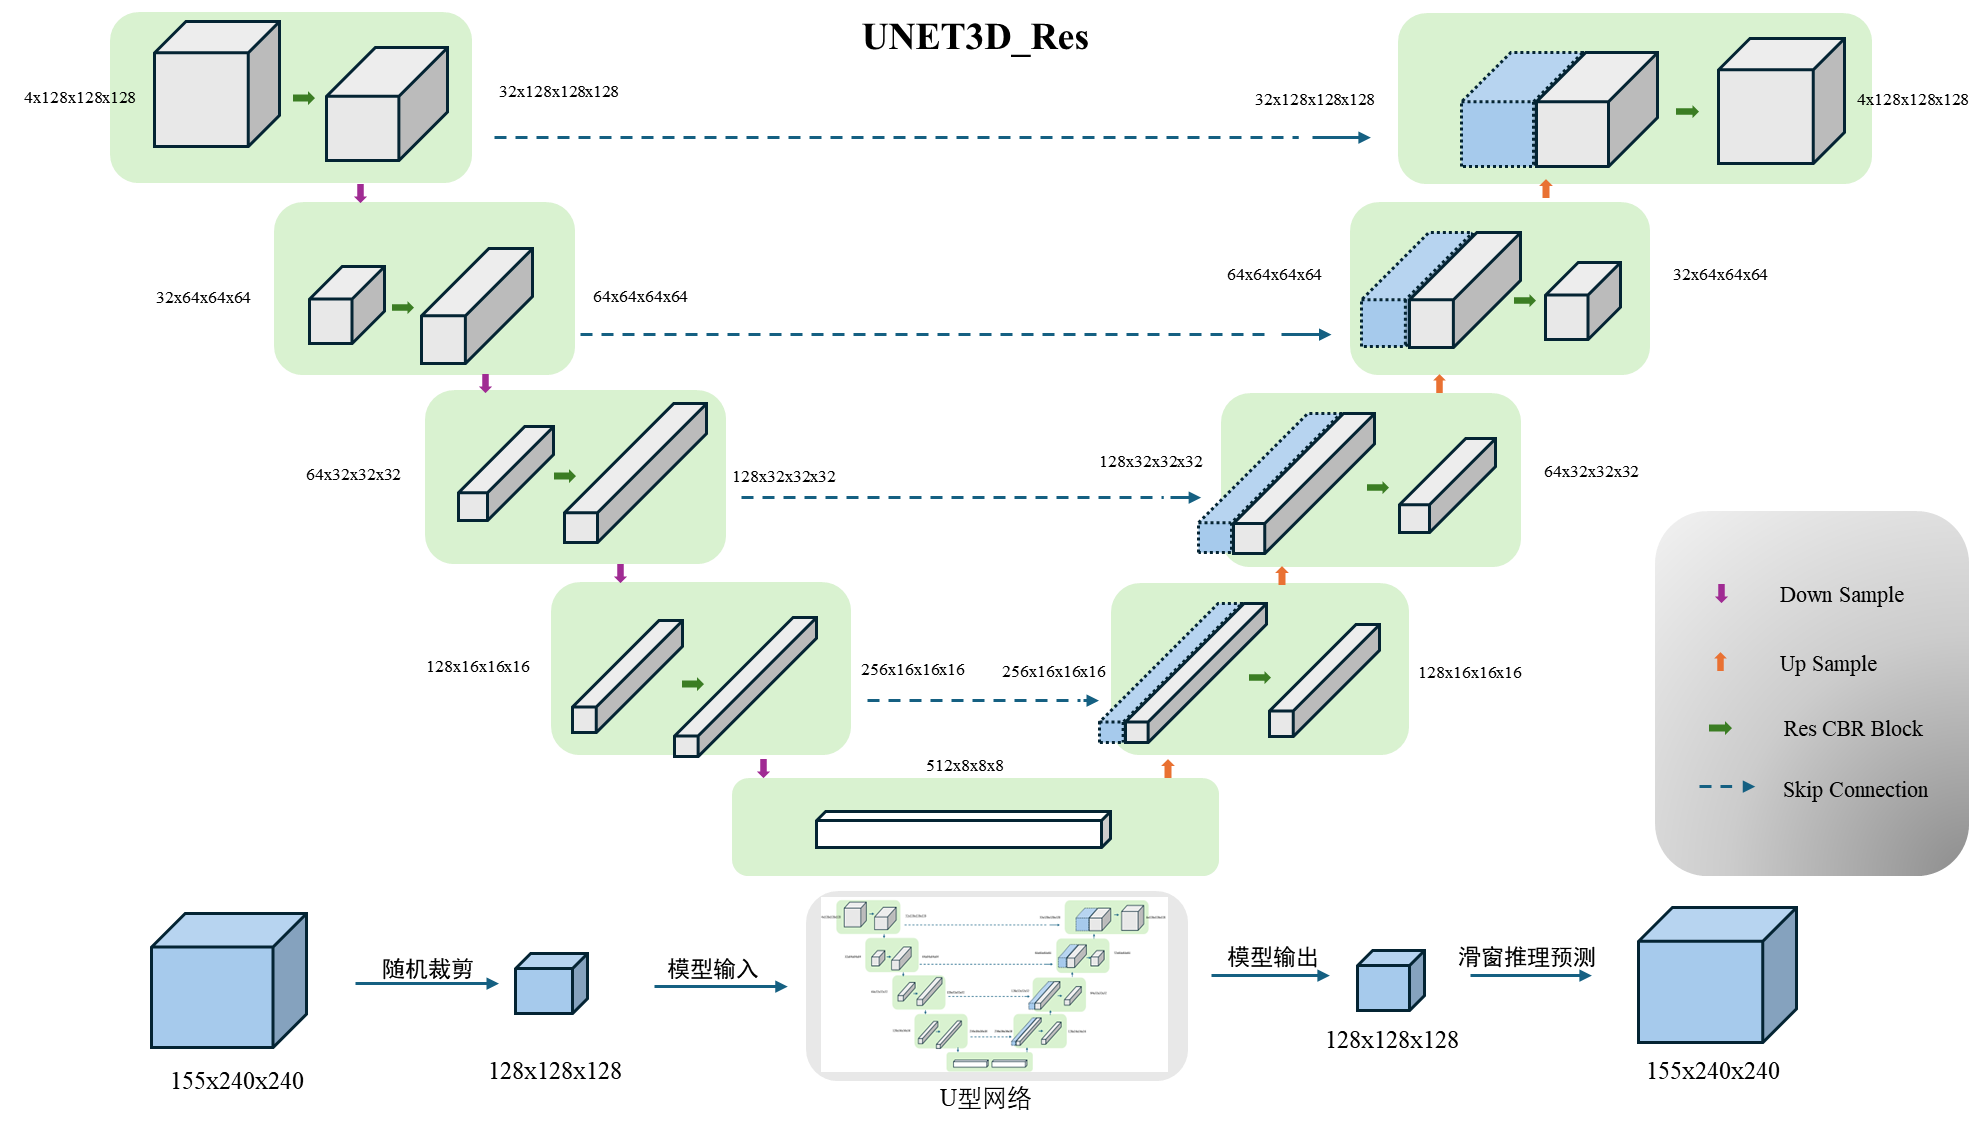 UNET3D_Res
4x128x128x128
32x128x128x128
32x128x128x128
4x128x128x128
32x64x64x64
64x64x64x64
64x64x64x64
32x64x64x64
64x32x32x32
128x32x32x32
128x32x32x32
64x32x32x32
128x16x16x16
256x16x16x16
256x16x16x16
128x16x16x16
512x8x8x8
Down Sample
Up Sample
Res CBR Block
Skip Connection
随机裁剪
模型输入
模型输出
滑窗推理预测
155x240x240
128x128x128
U型网络
128x128x128
155x240x240